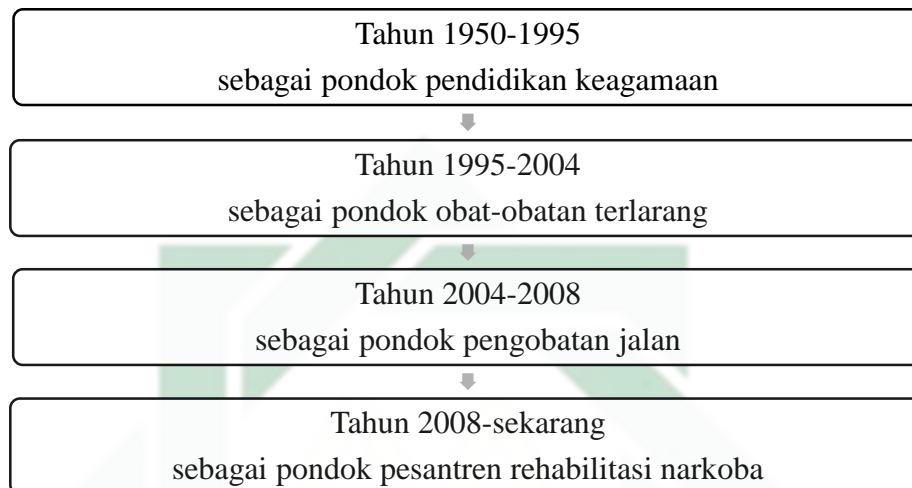 Tahun 1950-1995
sebagai pondok pendidikan keagamaan
Tahun 1995-2004
sebagai pondok obat-obatan terlarang
Tahun 2004-2008
sebagai pondok pengobatan jalan
Tahun 2008-sekarang
sebagai pondok pesantren rehabilitasi narkoba